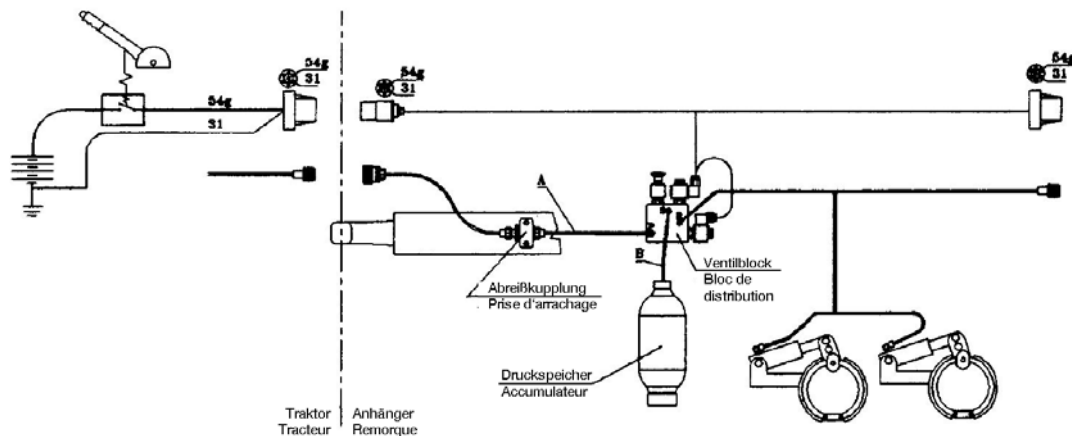 54g
31
54g
31
54g
31
54g
31
A
B
Ventilblock
Bloc de
distribution
Abreißkupplung
Prise d'arrachage
Druckspeicher
Accumulateur
Traktor
Tracteur
Anhänger
Remorque